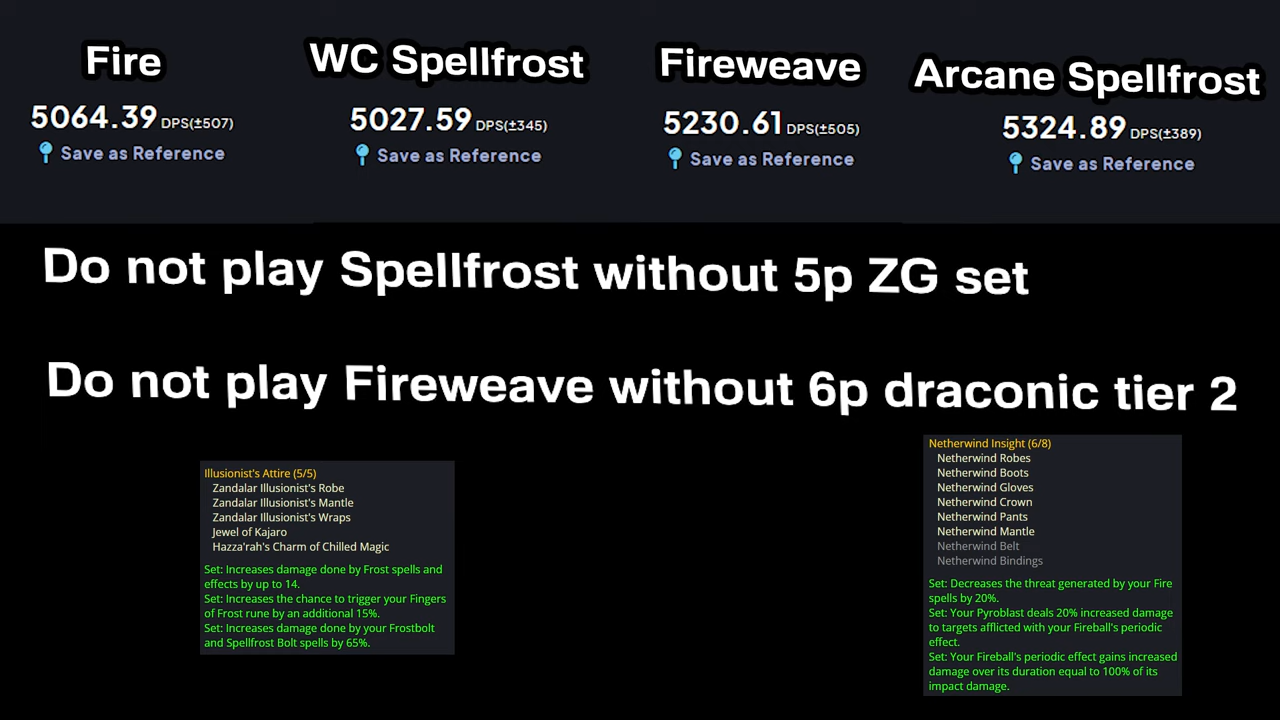 Fire
WC Spellfrost
Fireweave
Arcane Spellfrost
5064.39 DPS(±507)
5027.59 DPS(±345)
5230.61 DPS(±505)
5324.89 DPS(±389)
Save as Reference
Save as Reference
Save as Reference
Save as Reference
Do not play Spellfrost without 5p ZG set
Do not play Fireweave without 6p draconic tier 2
Illusionist's Attire (5/5)
Zandalar Illusionist's Robe
Zandalar Illusionist's Mantle
Zandalar Illusionist's Wraps
Jewel of Kajaro
Hazza'rah's Charm of Chilled Magic
Set: Increases damage done by Frost spells and
effects by up to 14.
Set: Increases the chance to trigger your Fingers
of Frost rune by an additional 15%.
Set: Increases damage done by your Frostbolt
and Spellfrost Bolt spells by 65%.
Netherwind Insight (6/8)
Netherwind Robes
Netherwind Boots
Netherwind Gloves
Netherwind Crown
Netherwind Pants
Netherwind Mantle
Netherwind Belt
Netherwind Bindings
Set: Decreases the threat generated by your Fire
spells by 20%.
Set: Your Pyroblast deals 20% increased damage
to targets afflicted with your Fireball's periodic
effect.
Set: Your Fireball's periodic effect gains increased
damage over its duration equal to 100% of its
impact damage.